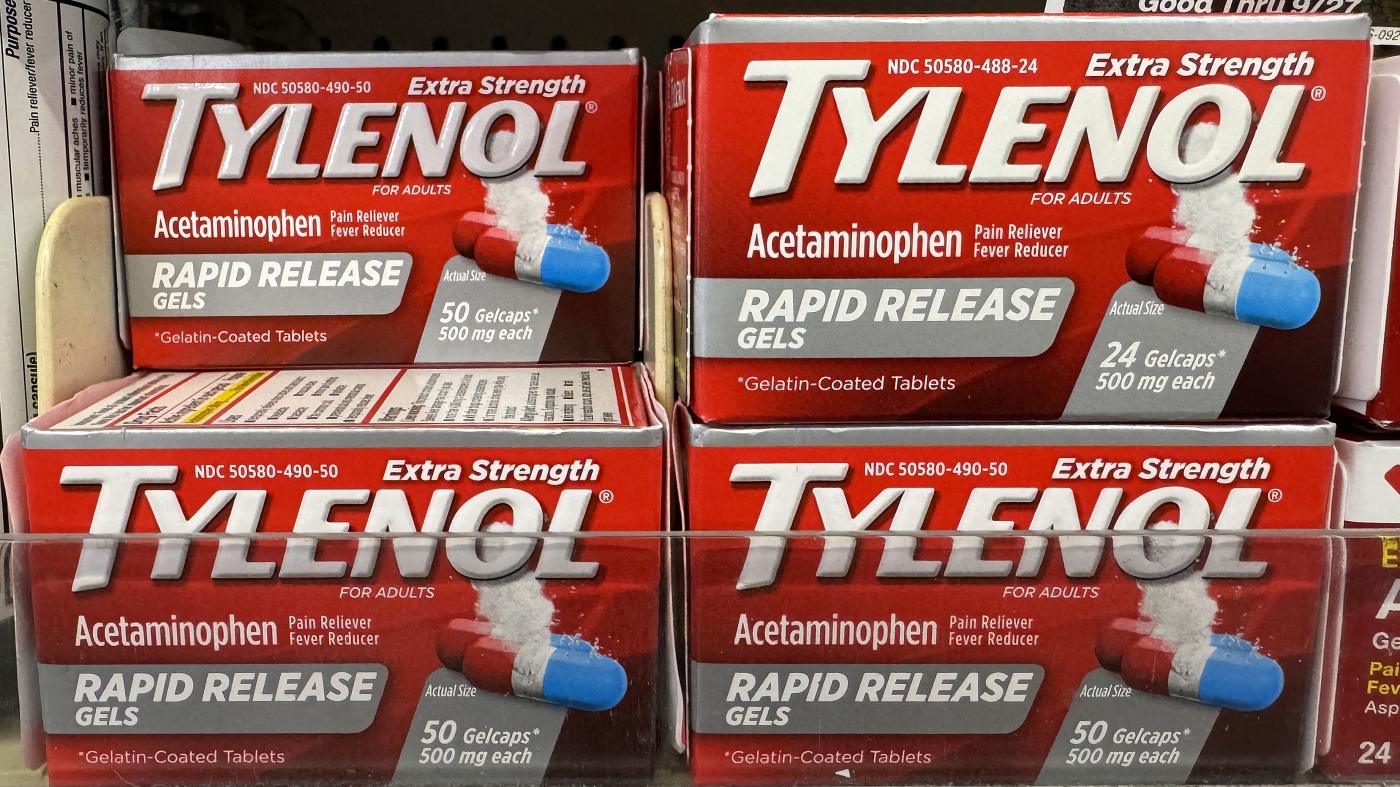 Purpose
Pain reliever/fever reducer
minor pain of
muscular aches
temporarily reduces fever
capsule)
Good Thru 9/27
NDC 50580-490-50
Extra Strength
TYLENOL®
FOR ADULTS
Acetaminophen
Pain Reliever
Fever Reducer
RAPID RELEASE
GELS
*Gelatin-Coated Tablets
Actual Size
50 Gelcaps*
500 mg each
NDC 50580-488-24
Extra Strength
TYLENOL®
FOR ADULTS
Acetaminophen
Pain Reliever
Fever Reducer
RAPID RELEASE
GELS
*Gelatin-Coated Tablets
Actual Size
24 Gelcaps*
500 mg each
NDC 50580-490-50
Extra Strength
TYLENOL®
FOR ADULTS
Acetaminophen
Pain Reliever
Fever Reducer
RAPID RELEASE
GELS
*Gelatin-Coated Tablets
Actual Size
50 Gelcaps*
500 mg each
NDC 50580-490-50
Extra Strength
TYLENOL®
FOR ADULTS
Acetaminophen
Pain Reliever
Fever Reducer
RAPID RELEASE
GELS
*Gelatin-Coated Tablets
Actual Size
50 Gelcaps*
500 mg each
Ge
Pai
Fev
Asp
24